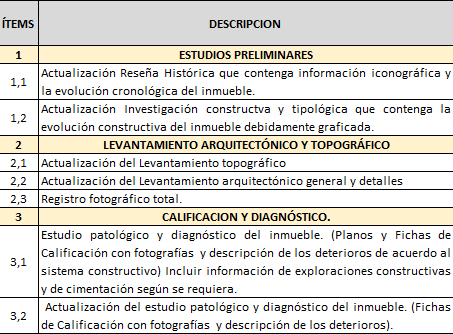 ÍTEMS DESCRIPCION
1 ESTUDIOS PRELIMINARES
1,1 Actualización Reseña Histórica que contenga información iconográfica y
la evolución cronológica del inmueble.
1,2 Actualización Investigación constructva y tipológica que contenga la
evolución constructiva del inmueble debidamente graficada.
2 LEVANTAMIENTO ARQUITECTÓNICO Y TOPOGRÁFICO
2,1 Actualización del Levantamiento topográfico
2,2 Actualización del Levantamiento arquitectónico general y detalles
2,3 Registro fotográfico total.
3 CALIFICACION Y DIAGNÓSTICO.
3,1 Estudio patológico y diagnóstico del inmueble. (Planos y Fichas de
Calificación con fotografías y descripción de los deterioros de acuerdo al
sistema constructivo) Incluir información de exploraciones constructivas
y de cimentación según se requiera.
3,2 Actualización del estudio patológico y diagnóstico del inmueble. (Fichas
de Calificación con fotografías y descripción de los deterioros).